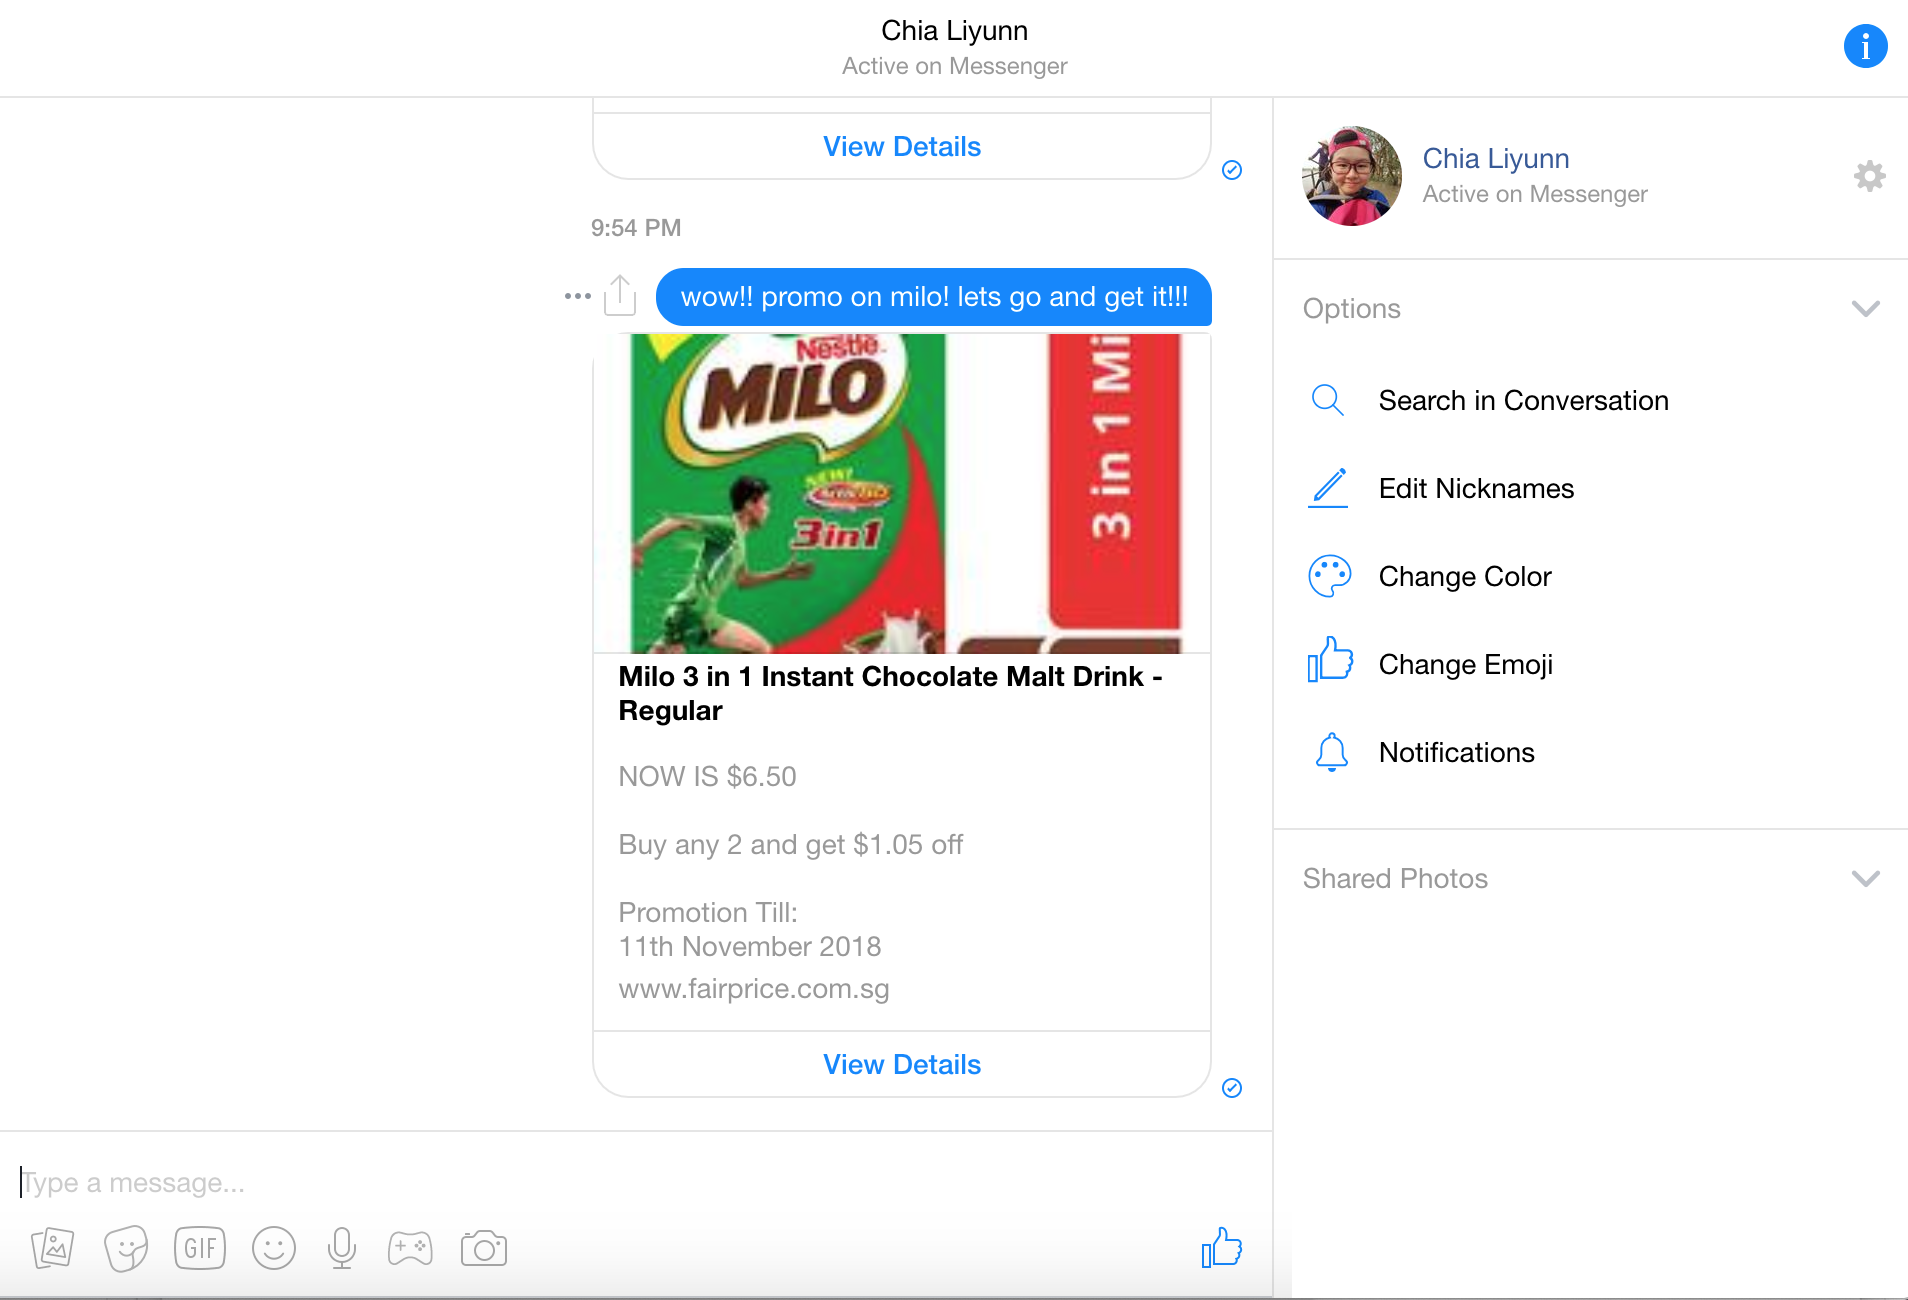 Chia Liyunn
Active on Messenger
i
View Details
9:54 PM
wow!! promo on milo! lets go and get it!!!
Nestlé
MILO
NEW!
3in1
3 in 1 Mi
Milo 3 in 1 Instant Chocolate Malt Drink -
Regular
NOW IS $6.50
Buy any 2 and get $1.05 off
Promotion Till:
11th November 2018
www.fairprice.com.sg
View Details
Type a message...
GIF
Chia Liyunn
Active on Messenger
Options
Search in Conversation
Edit Nicknames
Change Color
Change Emoji
Notifications
Shared Photos